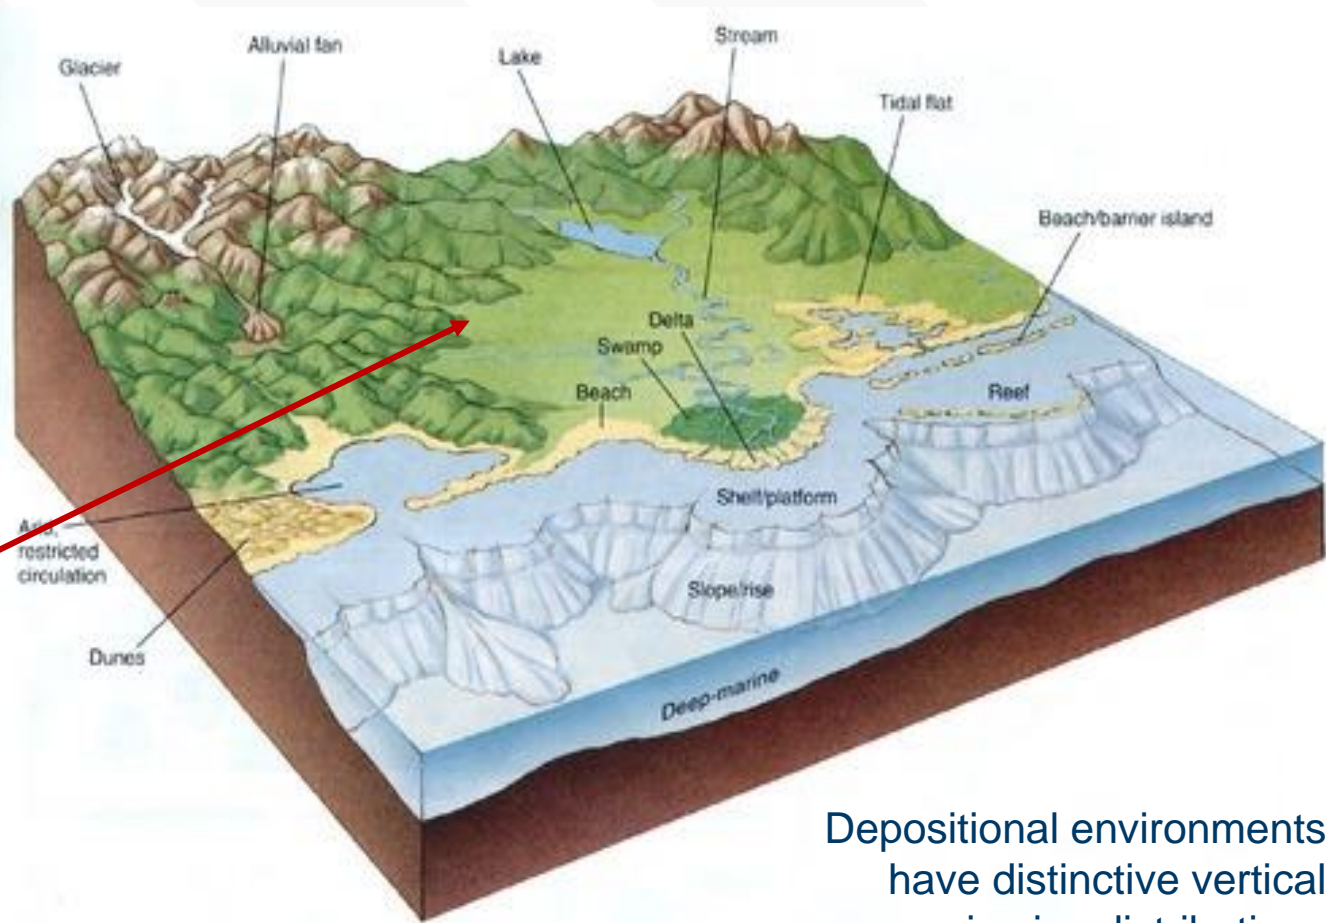 Glacier
Alluvial fan
Lake
Stream
Tidal flat
Beach/barrier island
Delta
Swamp
Beach
Reef
Shelf/platform
restricted
circulation
Slope/rise
Dunes
Deep-marine
Depositional environments
have distinctive vertical